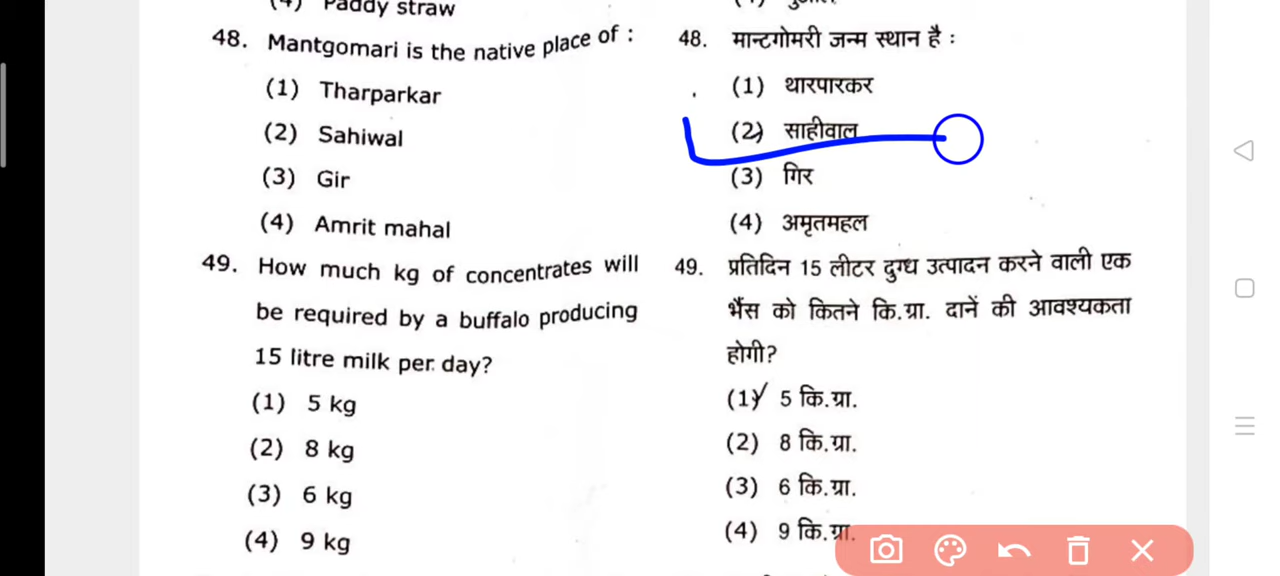 (4) Paddy straw
48. Mantgomari is the native place of :
(1) Tharparkar
(2) Sahiwal
(3) Gir
(4) Amrit mahal
49. How much kg of concentrates will
be required by a buffalo producing
15 litre milk per day?
(1) 5 kg
(2) 8 kg
(3) 6 kg
(4) 9 kg
48. मान्टगोमरी जन्म स्थान है :
(1) थारपारकर
(2) साहीवाल
(3) गिर
(4) अमृतमहल
49. प्रतिदिन 15 लीटर दुग्ध उत्पादन करने वाली एक
भैंस को कितने कि.ग्रा. दानें की आवश्यकता
होगी?
(1) 5 कि.ग्रा.
(2) 8 कि.ग्रा.
(3) 6 कि.ग्रा.
(4) 9 कि.ग्रा.